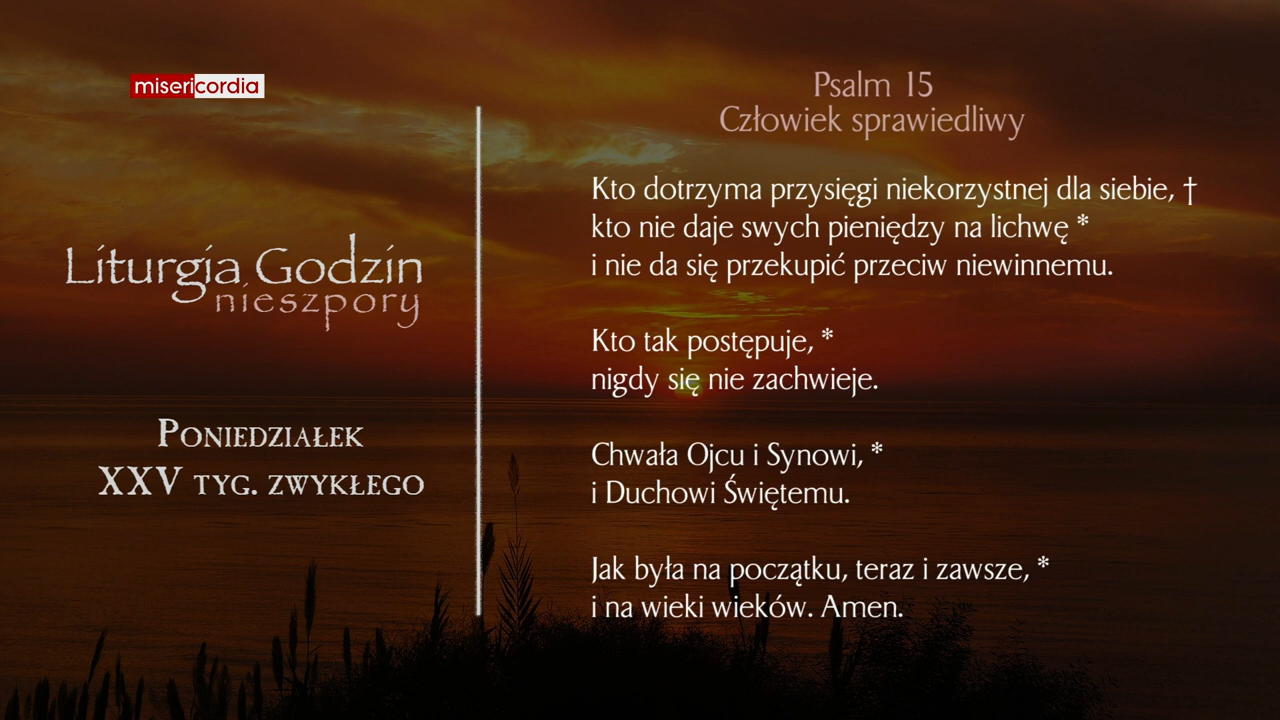 misericordia
Liturgia Godzin
nieszpory
Poniedziałek
XXV tyg. zwykłego
Psalm 15
Człowiek sprawiedliwy
Kto dotrzyma przysięgi niekorzystnej dla siebie, †
kto nie daje swych pieniędzy na lichwę *
i nie da się przekupić przeciw niewinnemu.
Kto tak postępuje, *
nigdy się nie zachwieje.
Chwała Ojcu i Synowi, *
i Duchowi Świętemu.
Jak była na początku, teraz i zawsze, *
i na wieki wieków. Amen.